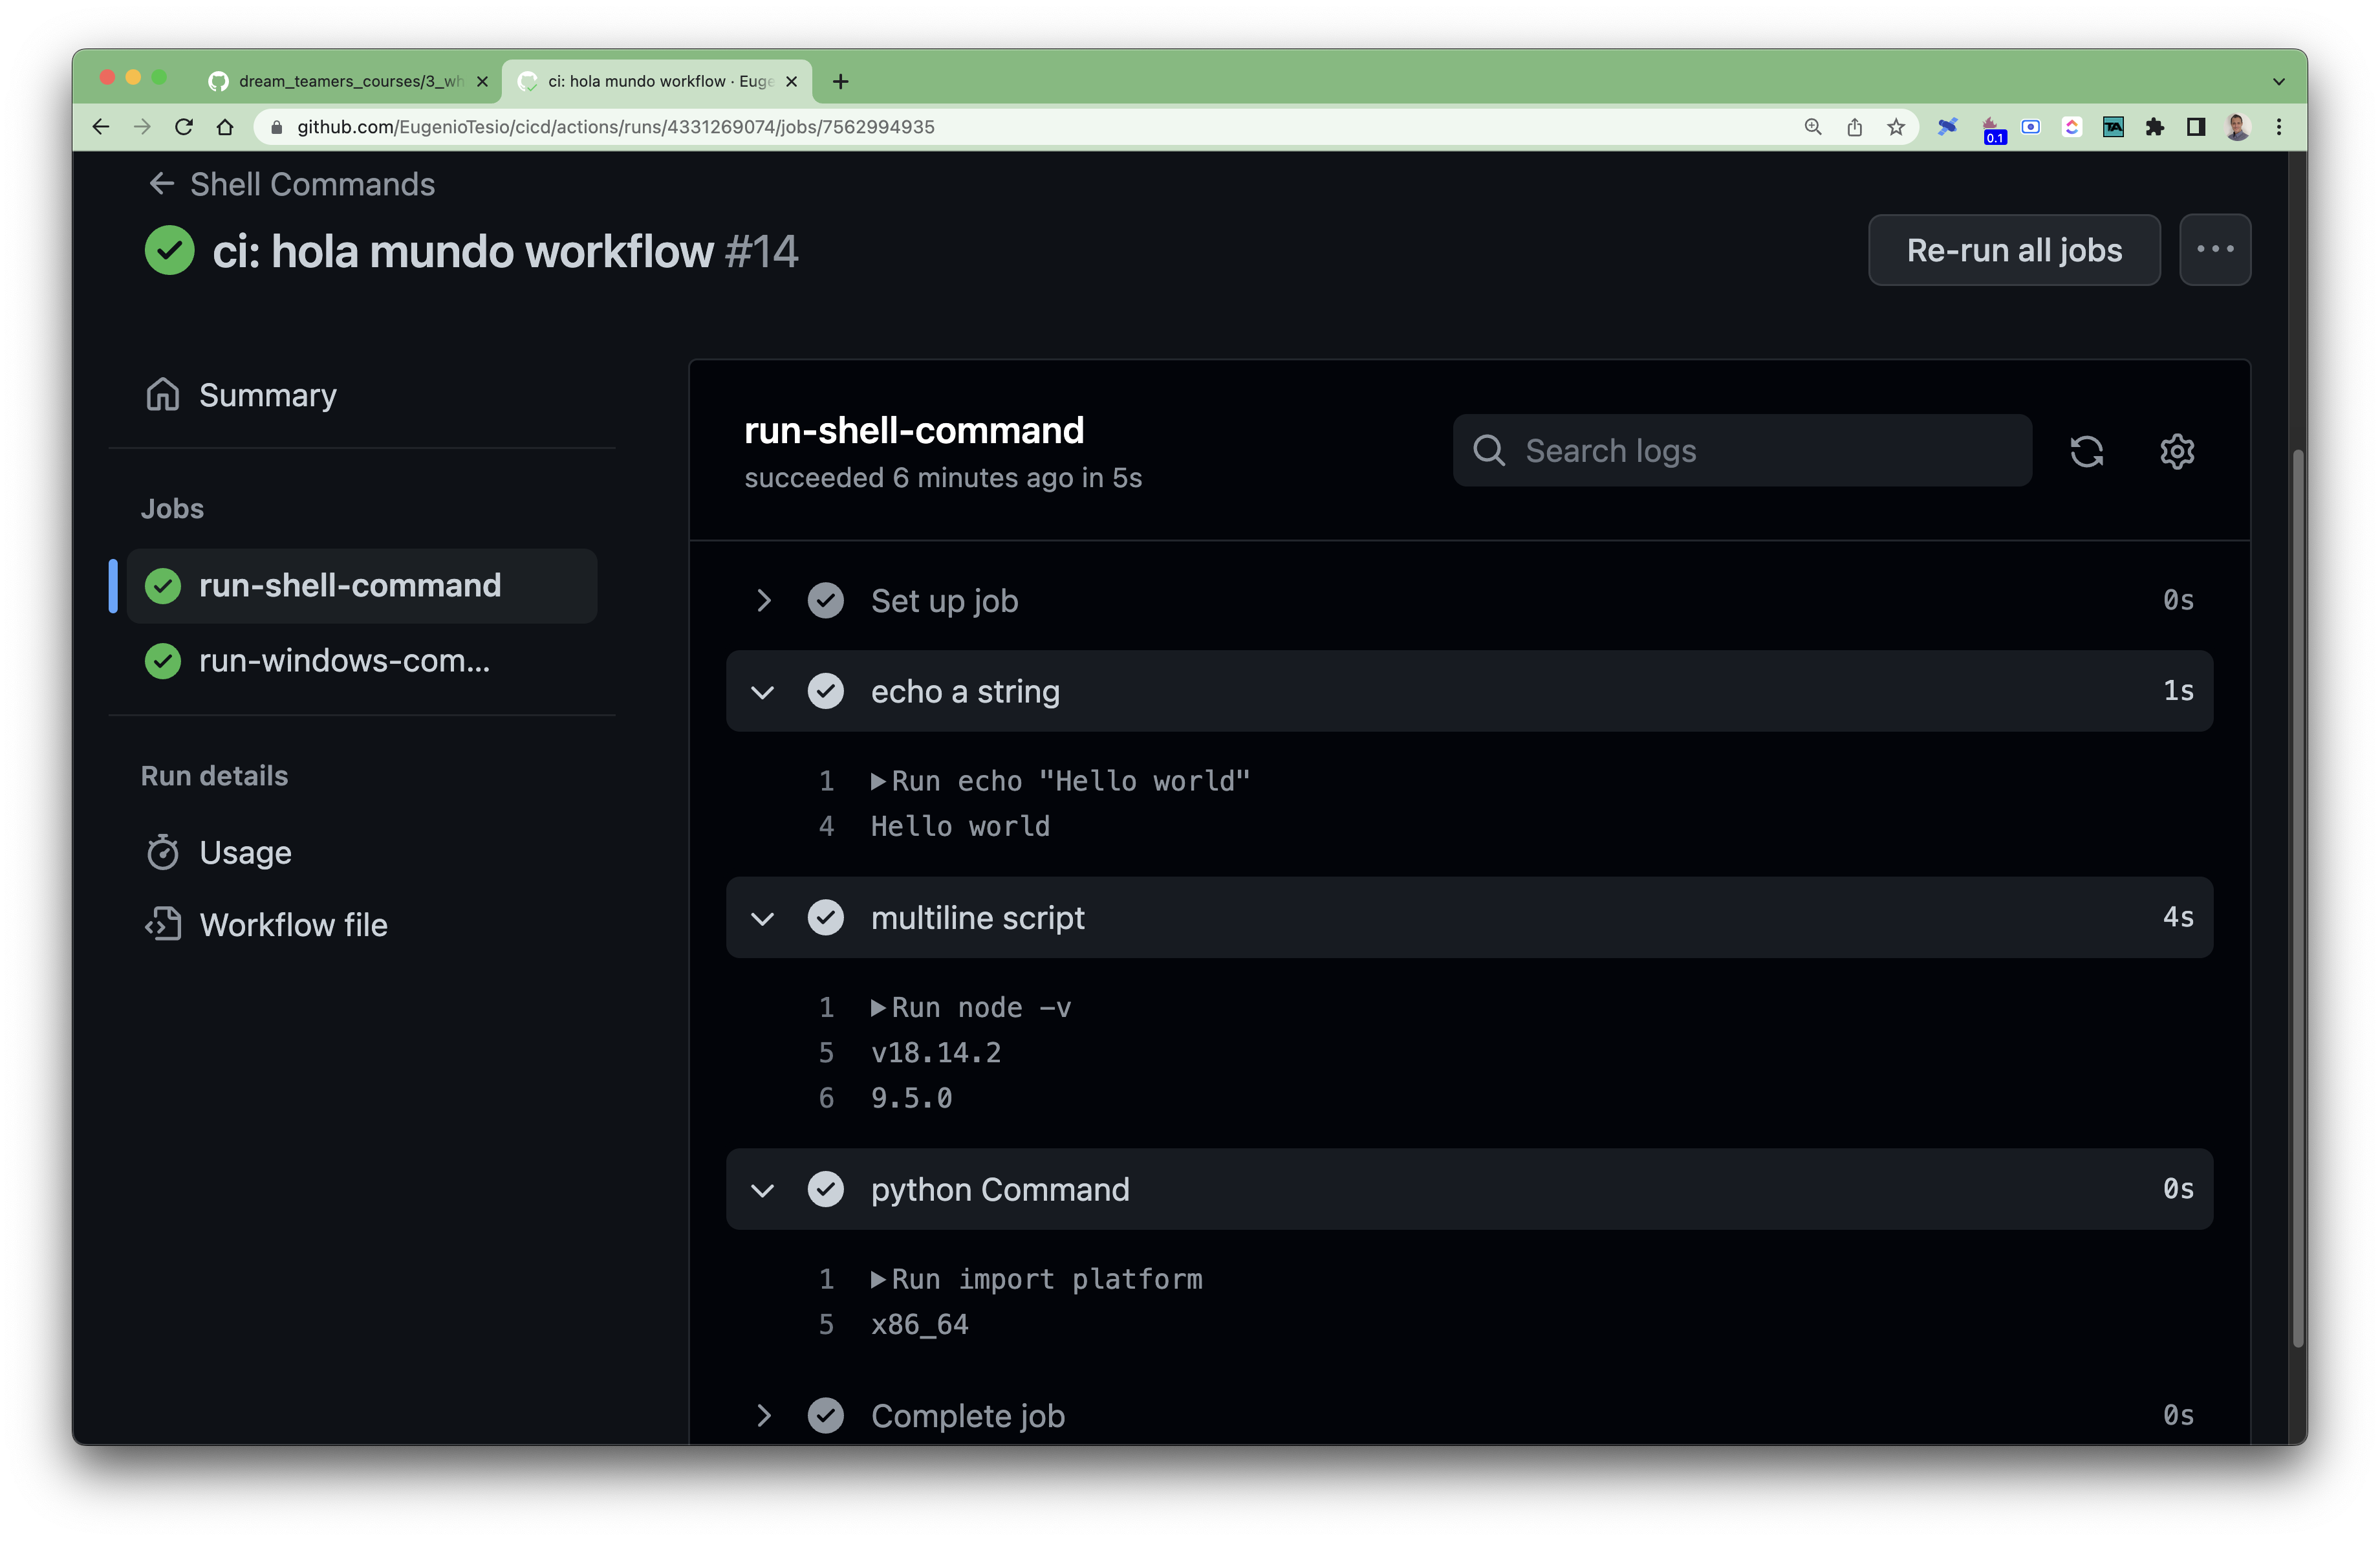 dream_teamers_courses/3_wh
ci: hola mundo workflow · Euge
github.com/EugenioTesio/cicd/actions/runs/4331269074/jobs/7562994935
0.1
TA
Shell Commands
ci: hola mundo workflow #14
Re-run all jobs
Summary
Jobs
run-shell-command
run-windows-com...
Run details
Usage
Workflow file
run-shell-command
succeeded 6 minutes ago in 5s
Search logs
Set up job 0s
echo a string 1s
1 Run echo "Hello world"
4 Hello world
multiline script 4s
1 Run node -v
5 v18.14.2
6 9.5.0
python Command 0s
1 Run import platform
5 x86_64
Complete job 0s